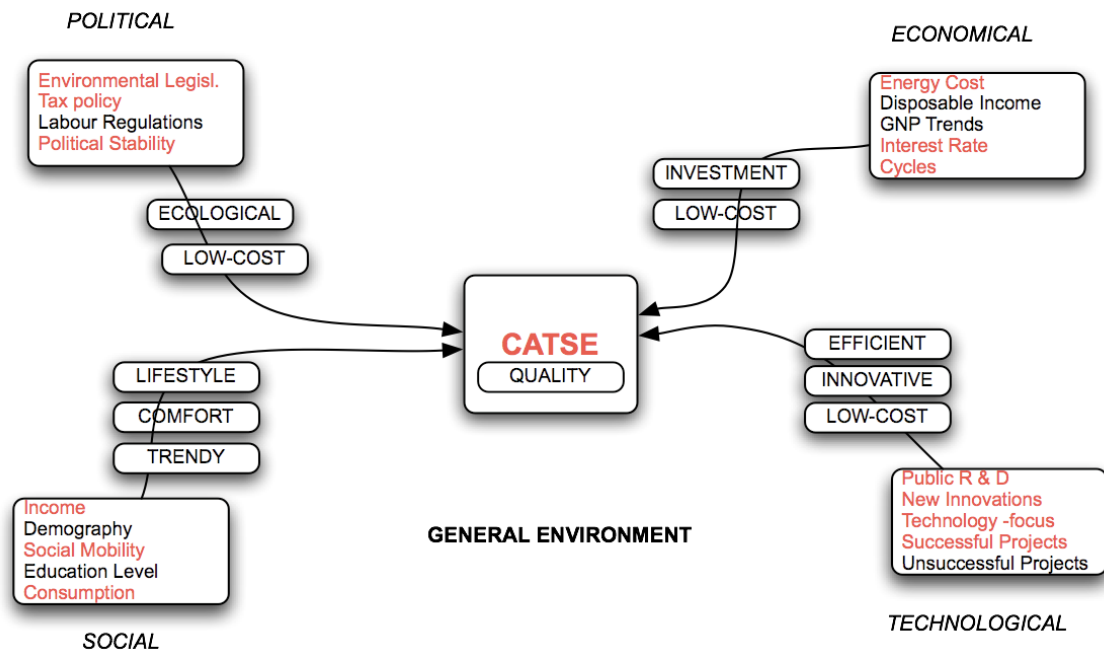 POLITICAL
Environmental Legisl.
Tax policy
Labour Regulations
Political Stability
ECOLOGICAL
LOW-COST
ECONOMICAL
Energy Cost
Disposable Income
GNP Trends
Interest Rate
Cycles
INVESTMENT
LOW-COST
CATSE
QUALITY
LIFESTYLE
COMFORT
TRENDY
Income
Demography
Social Mobility
Education Level
Consumption
SOCIAL
GENERAL ENVIRONMENT
EFFICIENT
INNOVATIVE
LOW-COST
Public R & D
New Innovations
Technology -focus
Successful Projects
Unsuccessful Projects
TECHNOLOGICAL